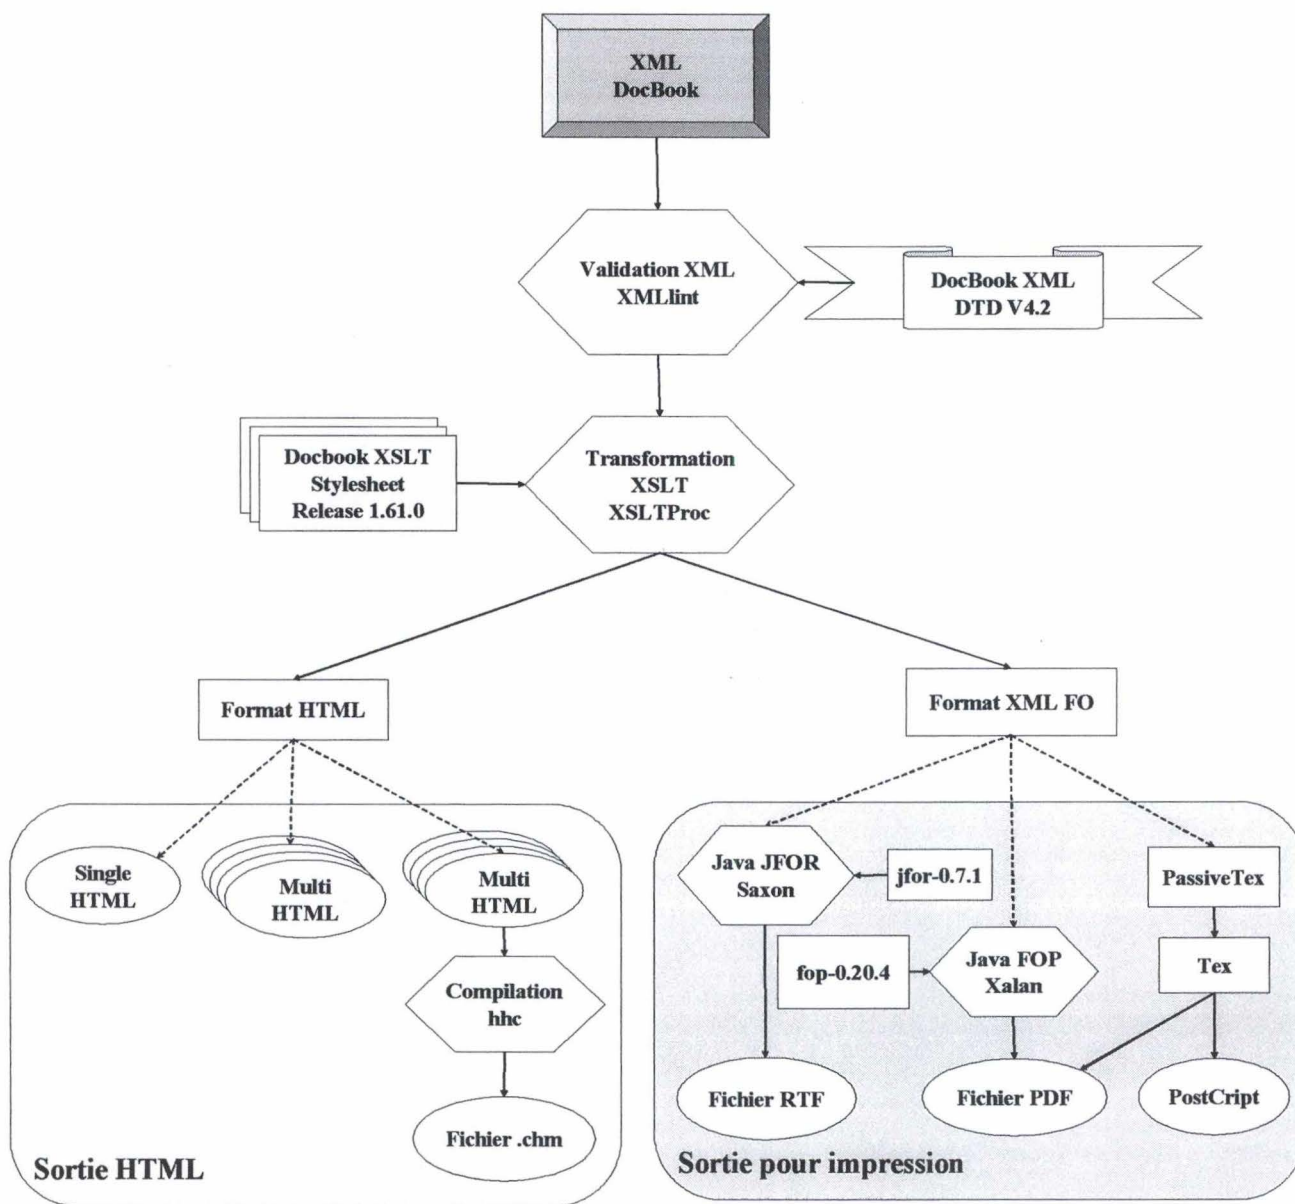 XML
DocBook
Validation XML
XMLlint
DocBook XML
DTD V4.2
Docbook XSLT
Stylesheet
Release 1.61.0
Transformation
XSLT
XSLTProc
Format HTML
Format XML FO
Single
HTML
Multi
HTML
Multi
HTML
Compilation
hhc
Fichier .chm
Sortie HTML
Java JFOR
Saxon
jfor-0.7.1
PassiveTex
fop-0.20.4
Java FOP
Xalan
Tex
Fichier RTF
Fichier PDF
PostCript
Sortie pour impression